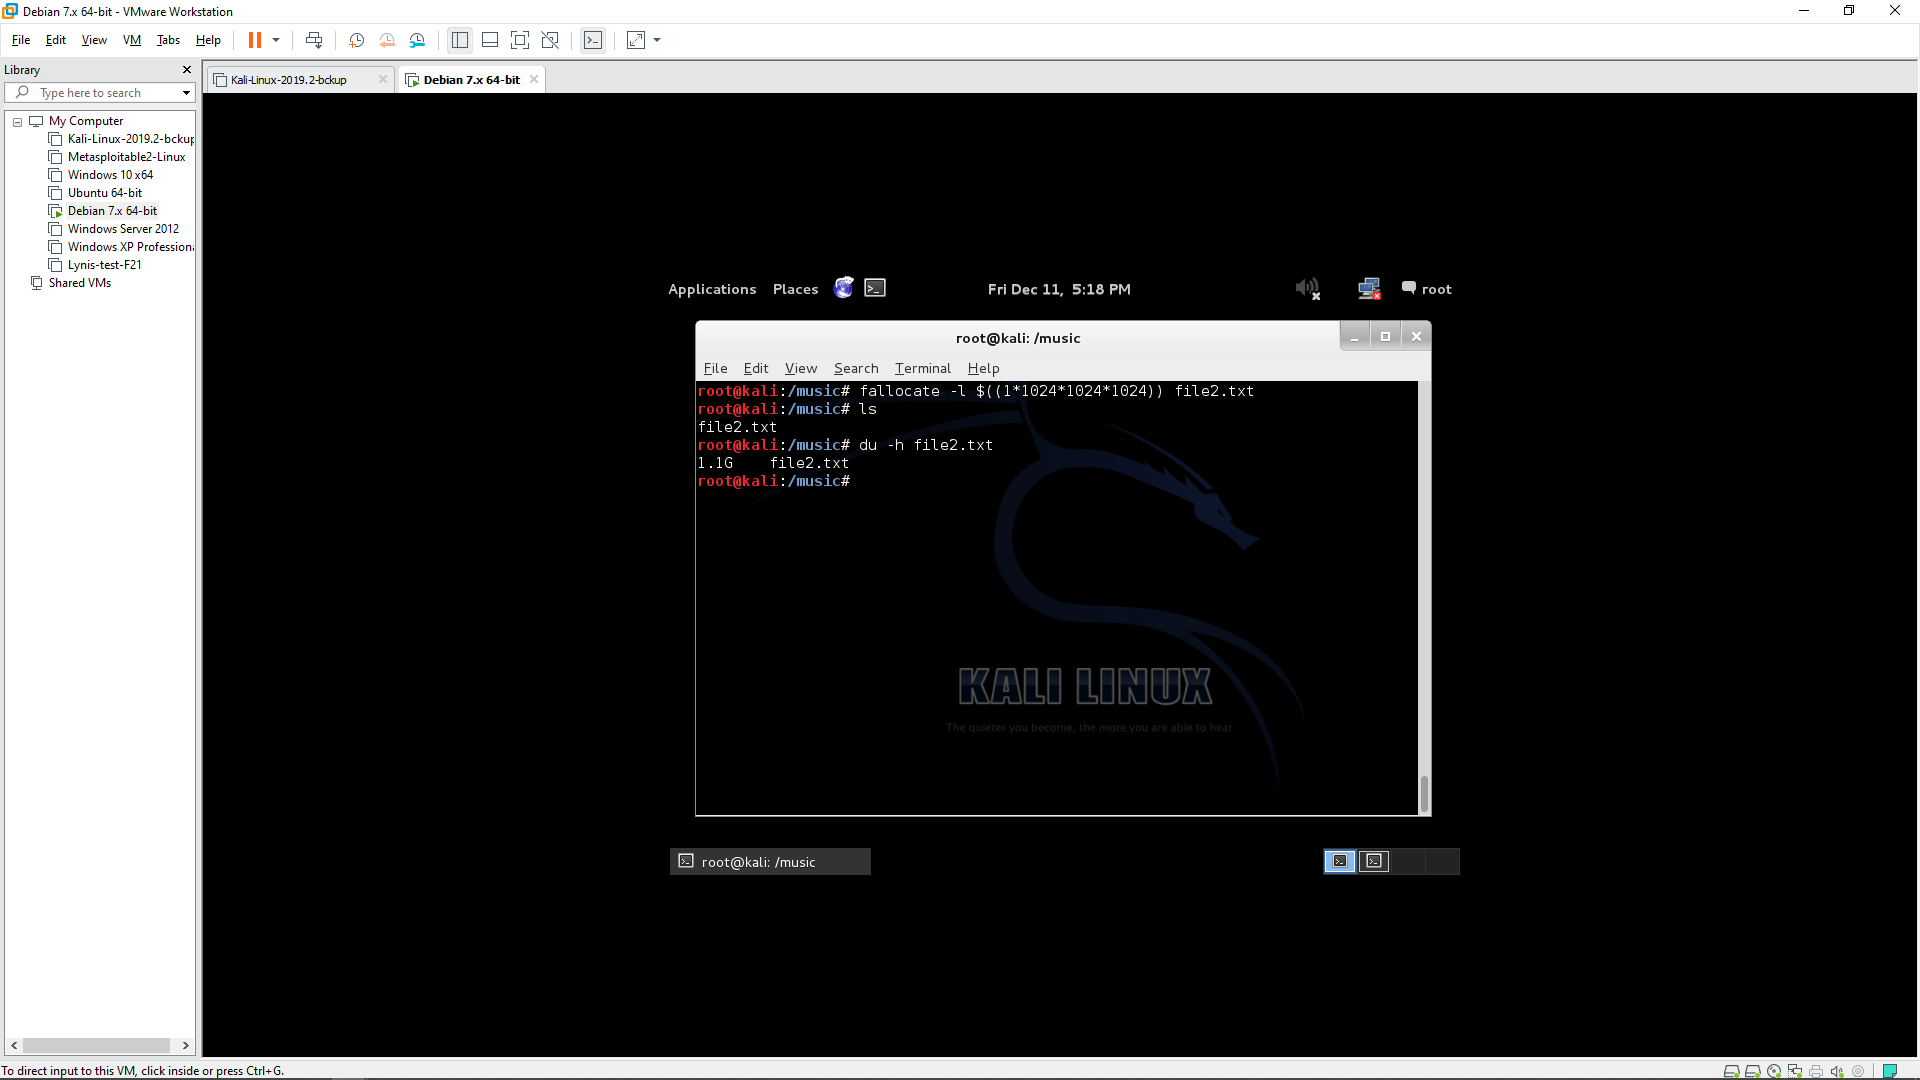 Debian 7.x 64-bit - VMware Workstation
File Edit View VM Tabs Help
Library
Type here to search
Kali-Linux-2019.2-bckup
Debian 7.x 64-bit
My Computer
Kali-Linux-2019.2-bckup
Metasploitable2-Linux
Windows 10 x64
Ubuntu 64-bit
Debian 7.x 64-bit
Windows Server 2012
Windows XP Professiona
Lynis-test-F21
Shared VMs
Applications Places Fri Dec 11, 5:18 PM root
root@kali: /music
File Edit View Search Terminal Help
root@kali:/music# fallocate -l $((1*1024*1024*1024)) file2.txt
root@kali:/music# ls
file2.txt
root@kali:/music# du -h file2.txt
1.1G file2.txt
root@kali:/music#
KALI LINUX
The quieter you become, the more you are able to hear
root@kali: /music
To direct input to this VM, click inside or press Ctrl+G.